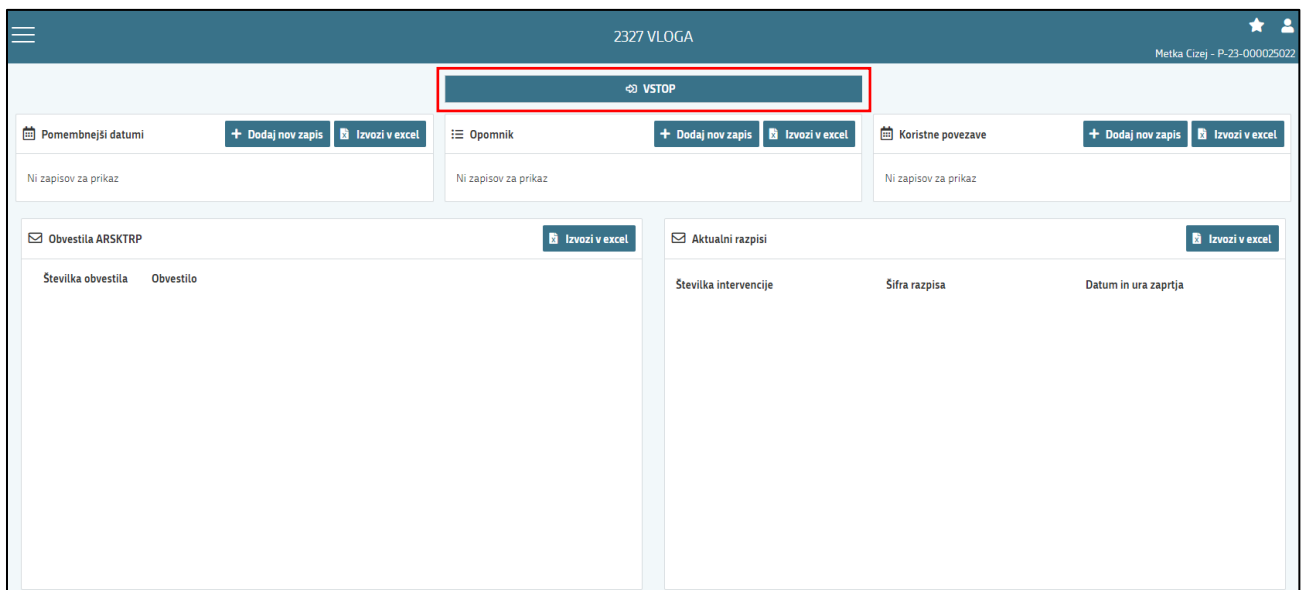 2327 VLOGA
Metka Cizej - P-23-000025022
VSTOP
Pomembnejši datumi
Dodaj nov zapis
Izvozi v excel
Ni zapisov za prikaz
Opomnik
Dodaj nov zapis
Izvozi v excel
Ni zapisov za prikaz
Koristne povezave
Dodaj nov zapis
Izvozi v excel
Ni zapisov za prikaz
Obvestila ARSKTRP
Izvozi v excel
Številka obvestila Obvestilo
Aktualni razpisi
Izvozi v excel
Številka intervencije Šifra razpisa Datum in ura zaprtja